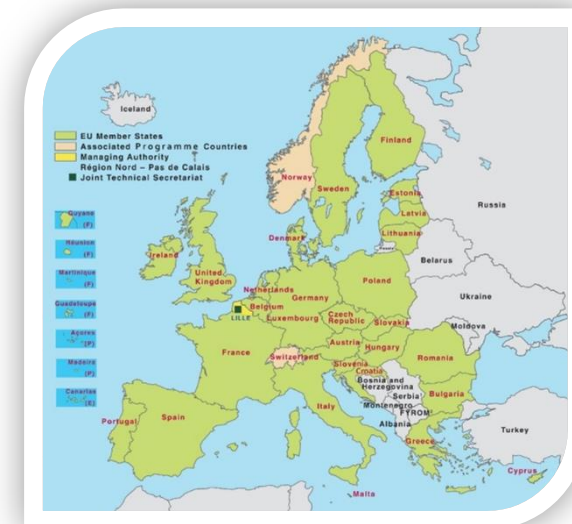 Iceland
EU Member States
Associated Programme Countries
Managing Authority
Région Nord – Pas de Calais
Joint Technical Secretariat
Norway
Finland
Sweden
Russia
Estonia
Latvia
Lithuania
Denmark
Belarus
Guyane
(F)
Réunion
(F)
Martinique
(F)
Guadeloupe
(F)
Açores
(P)
Madeira
(P)
Canarias
(E)
Ireland
United
Kingdom
Netherlands
Belgium
LILLE
Luxembourg
Germany
Poland
Ukraine
Czech
Republic
Slovakia
Moldova
France
Switzerland
Austria
Hungary
Slovenia
Croatia
Romania
Bosnia and
Herzegovina
Serbia
Montenegro
FYROM
Albania
Bulgaria
Portugal
Spain
Italy
Greece
Turkey
Malta
Cyprus